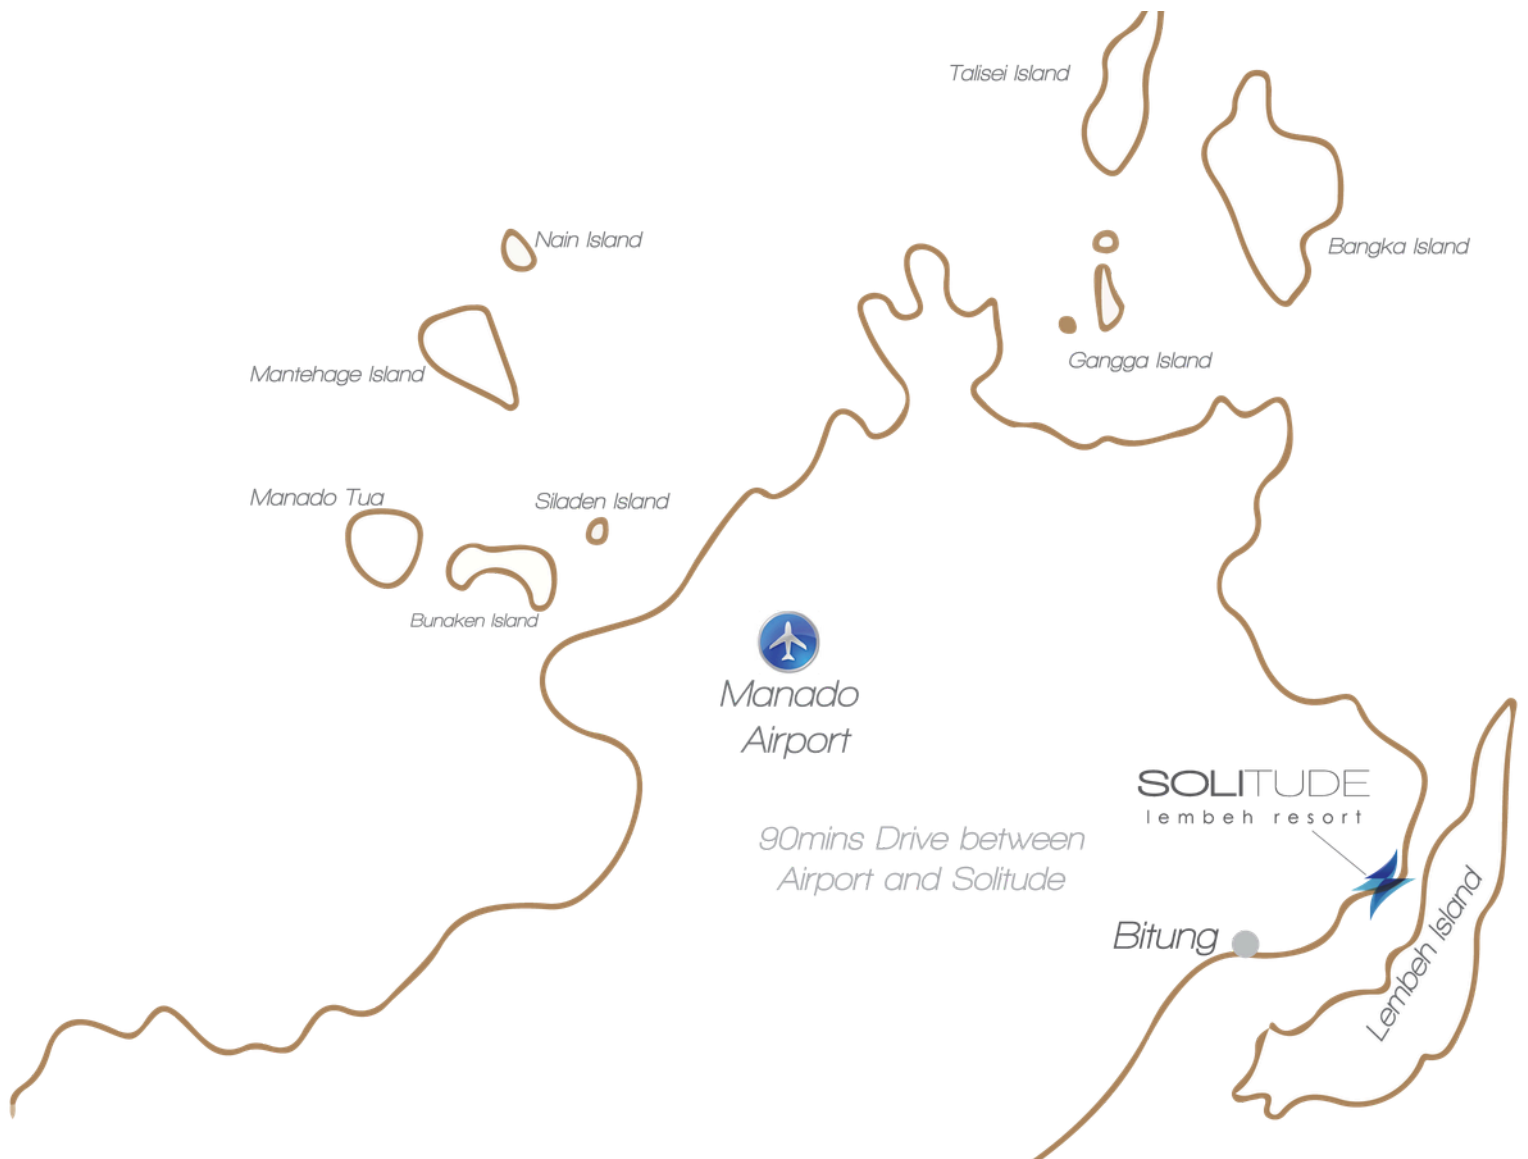 Talisei Island
Nain Island
Bangka Island
Gangga Island
Mantehage Island
Manado Tua
Siladen Island
Bunaken Island
Manado
Airport
SOLITUDE
lembeh resort
90mins Drive between
Airport and Solitude
Bitung
Lembeh Island